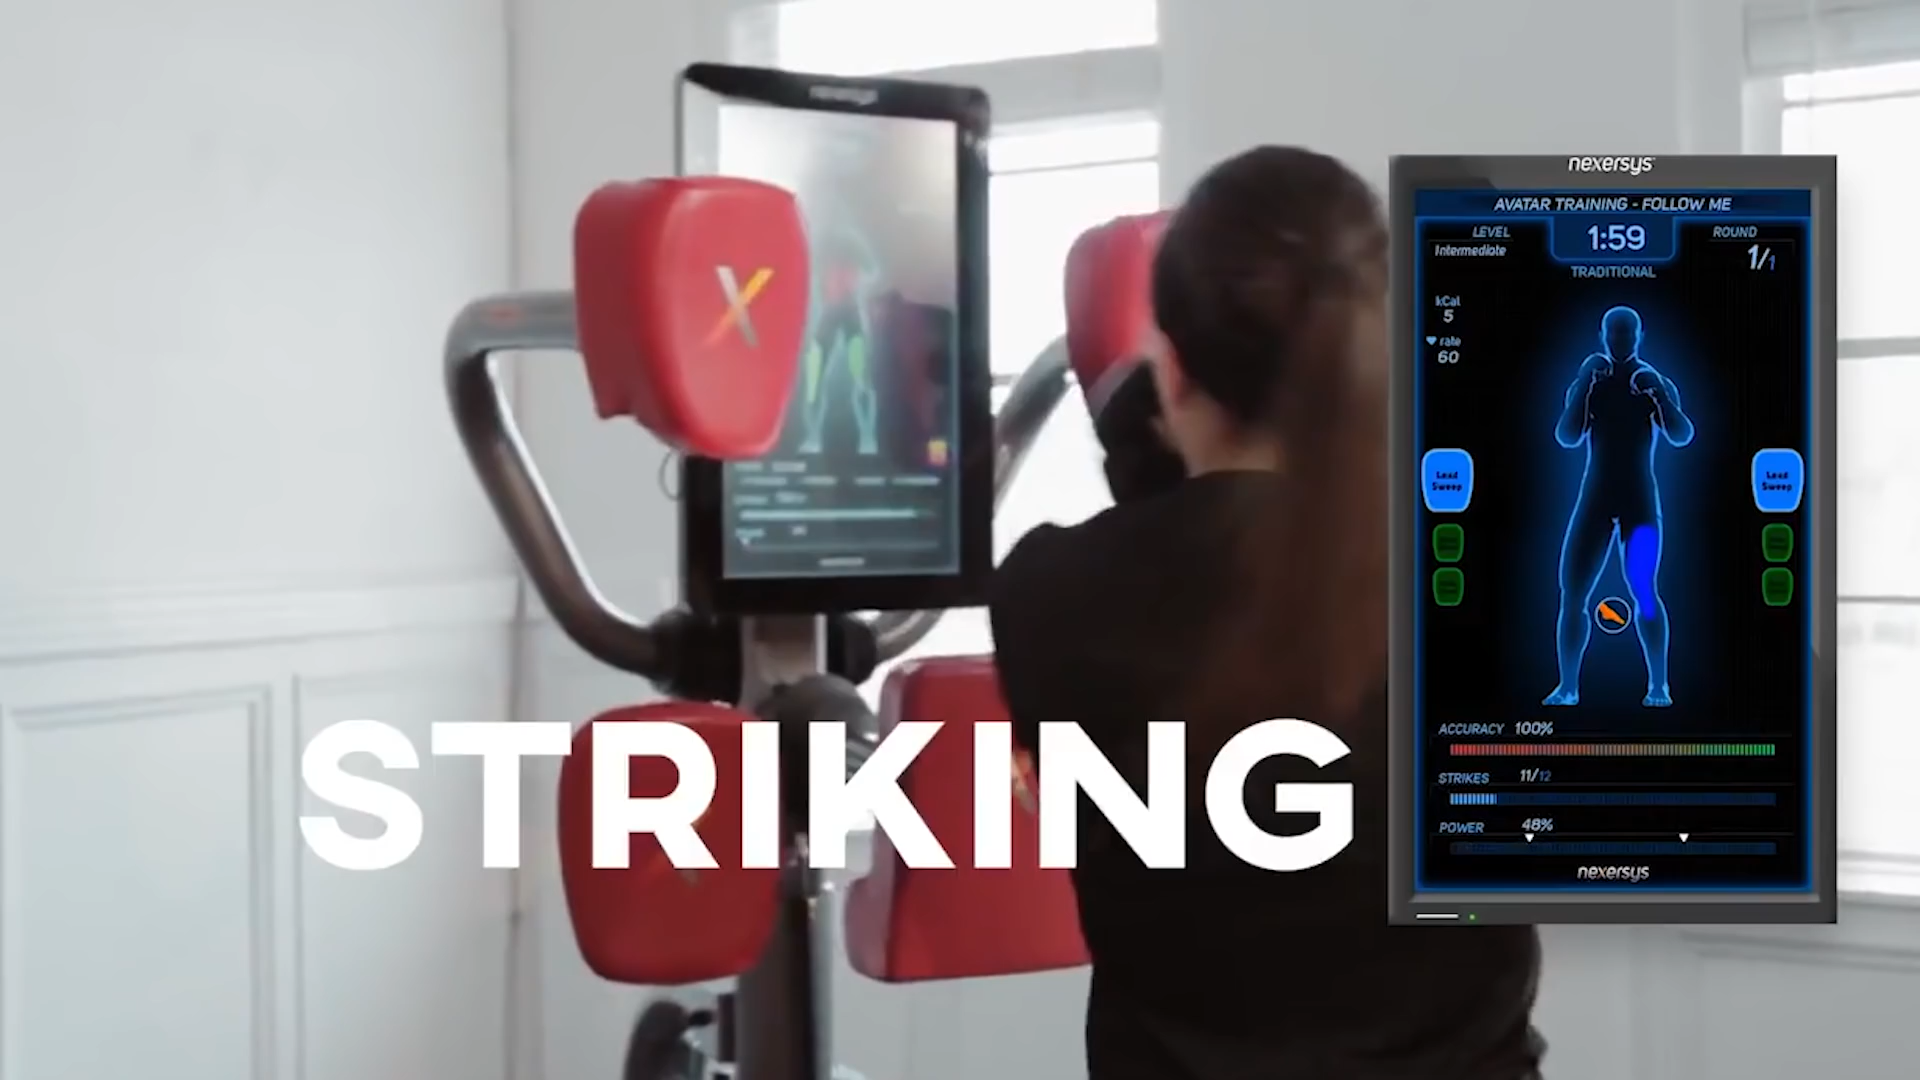 nexersys
X
STRIKING
nexersys
AVATAR TRAINING - FOLLOW ME
LEVEL
Intermediate
1:59
ROUND
1/1
TRADITIONAL
kCal
5
rate
60
Lead
Sweep
Lead
Sweep
ACCURACY 100%
STRIKES 11/12
POWER 48%
nexersys